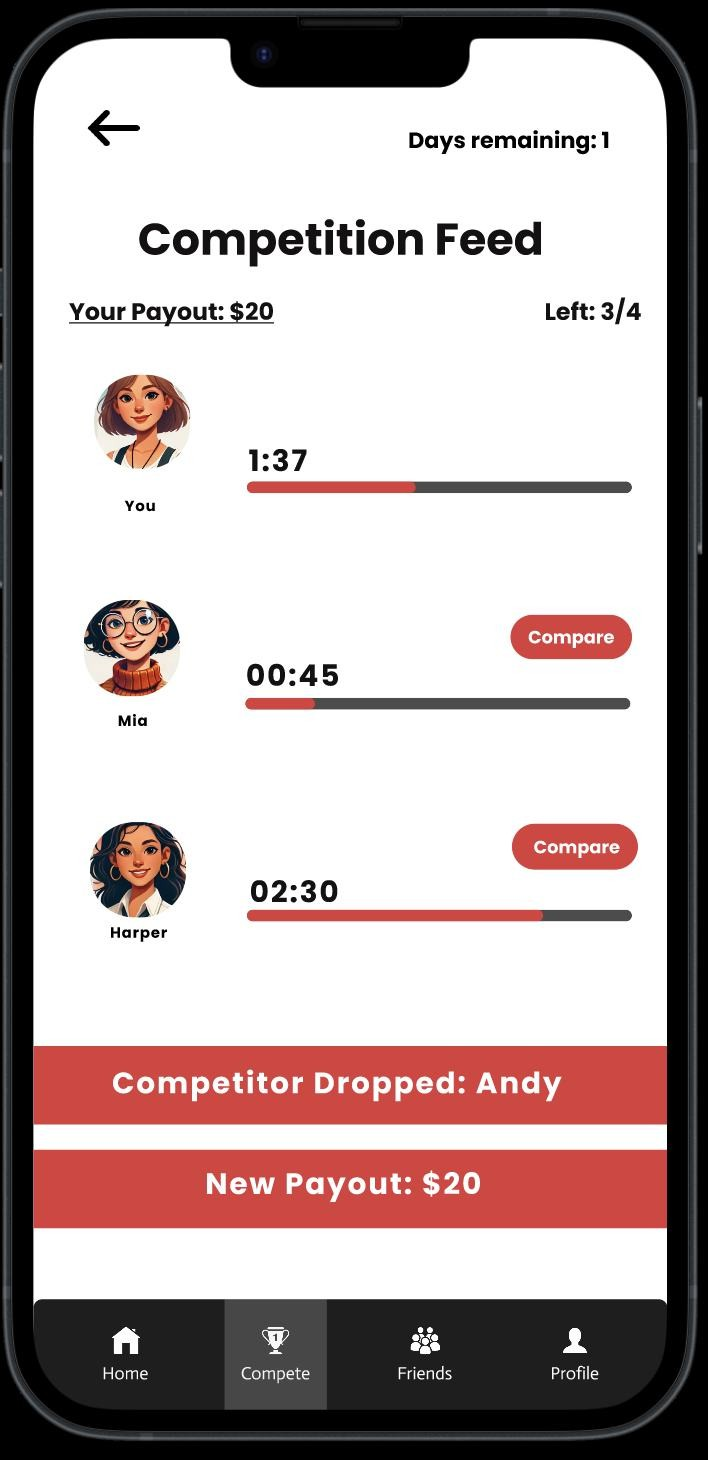 Days remaining: 1
Competition Feed
Your Payout: $20 Left: 3/4
1:37
You
Compare
00:45
Mia
Compare
02:30
Harper
Competitor Dropped: Andy
New Payout: $20
1
Home Compete Friends Profile